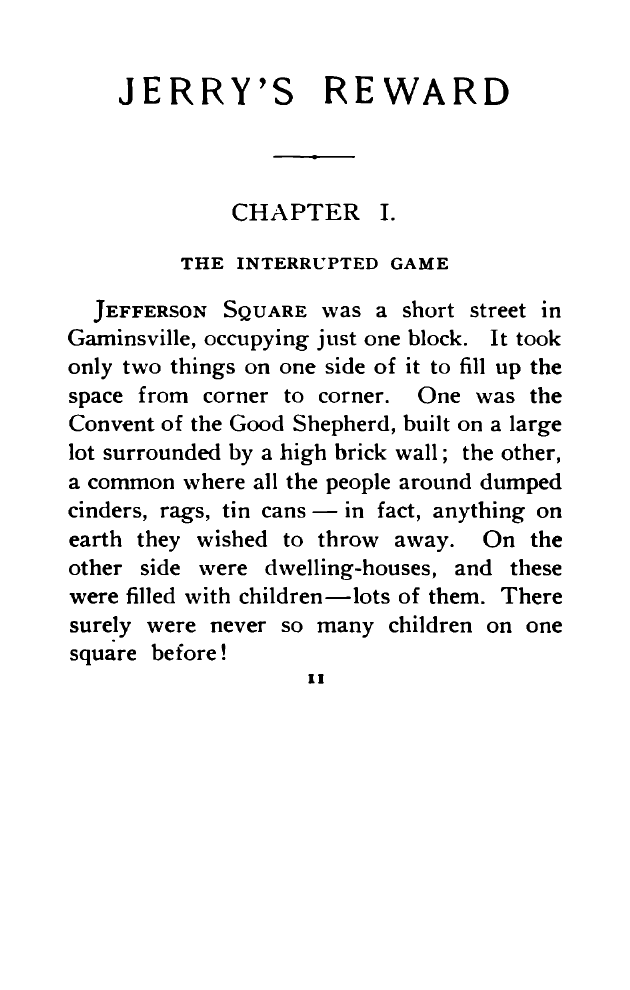 JERRY'S REWARD
CHAPTER I.
THE INTERRUPTED GAME
JEFFERSON SQUARE was a short street in
Gaminsville, occupying just one block. It took
only two things on one side of it to fill up the
space from corner to corner. One was the
Convent of the Good Shepherd, built on a large
lot surrounded by a high brick wall; the other,
a common where all the people around dumped
cinders, rags, tin cans — in fact, anything on
earth they wished to throw away. On the
other side were dwelling-houses, and these
were filled with children—lots of them. There
surely were never so many children on one
square before!
11